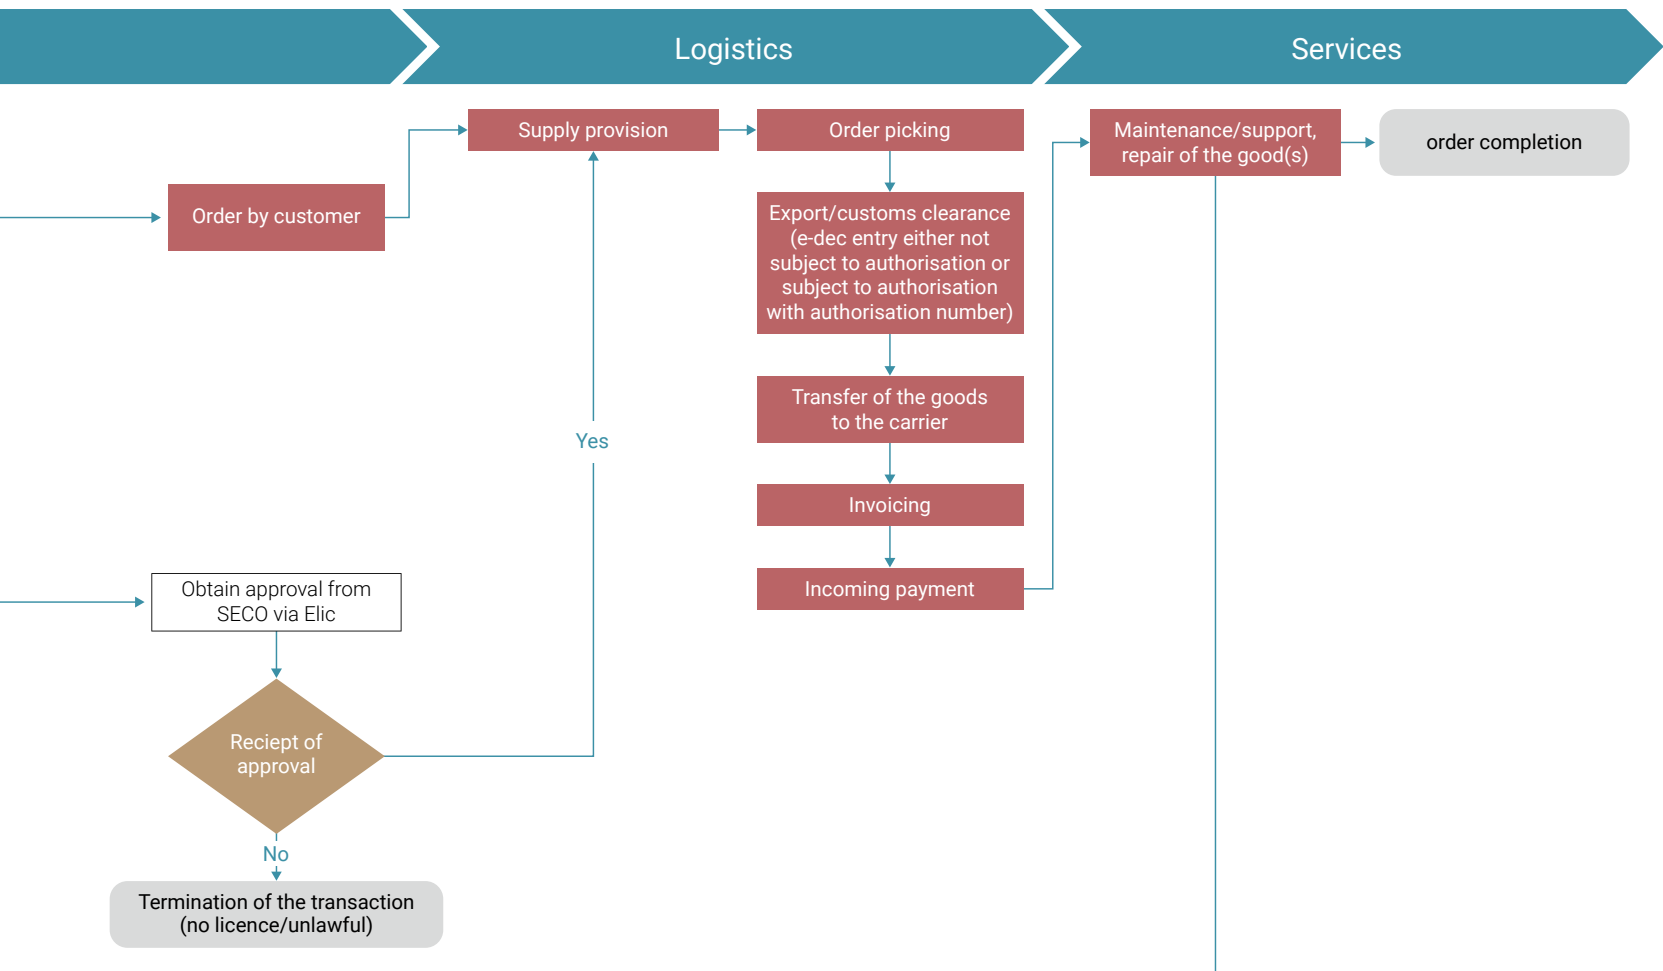 Logistics
Services
Order by customer
Supply provision
Order picking
Export/customs clearance
(e-dec entry either not
subject to authorisation or
subject to authorisation
with authorisation number)
Transfer of the goods
to the carrier
Invoicing
Incoming payment
Maintenance/support,
repair of the good(s)
order completion
Yes
Obtain approval from
SECO via Elic
Reciept of
approval
No
Termination of the transaction
(no licence/unlawful)